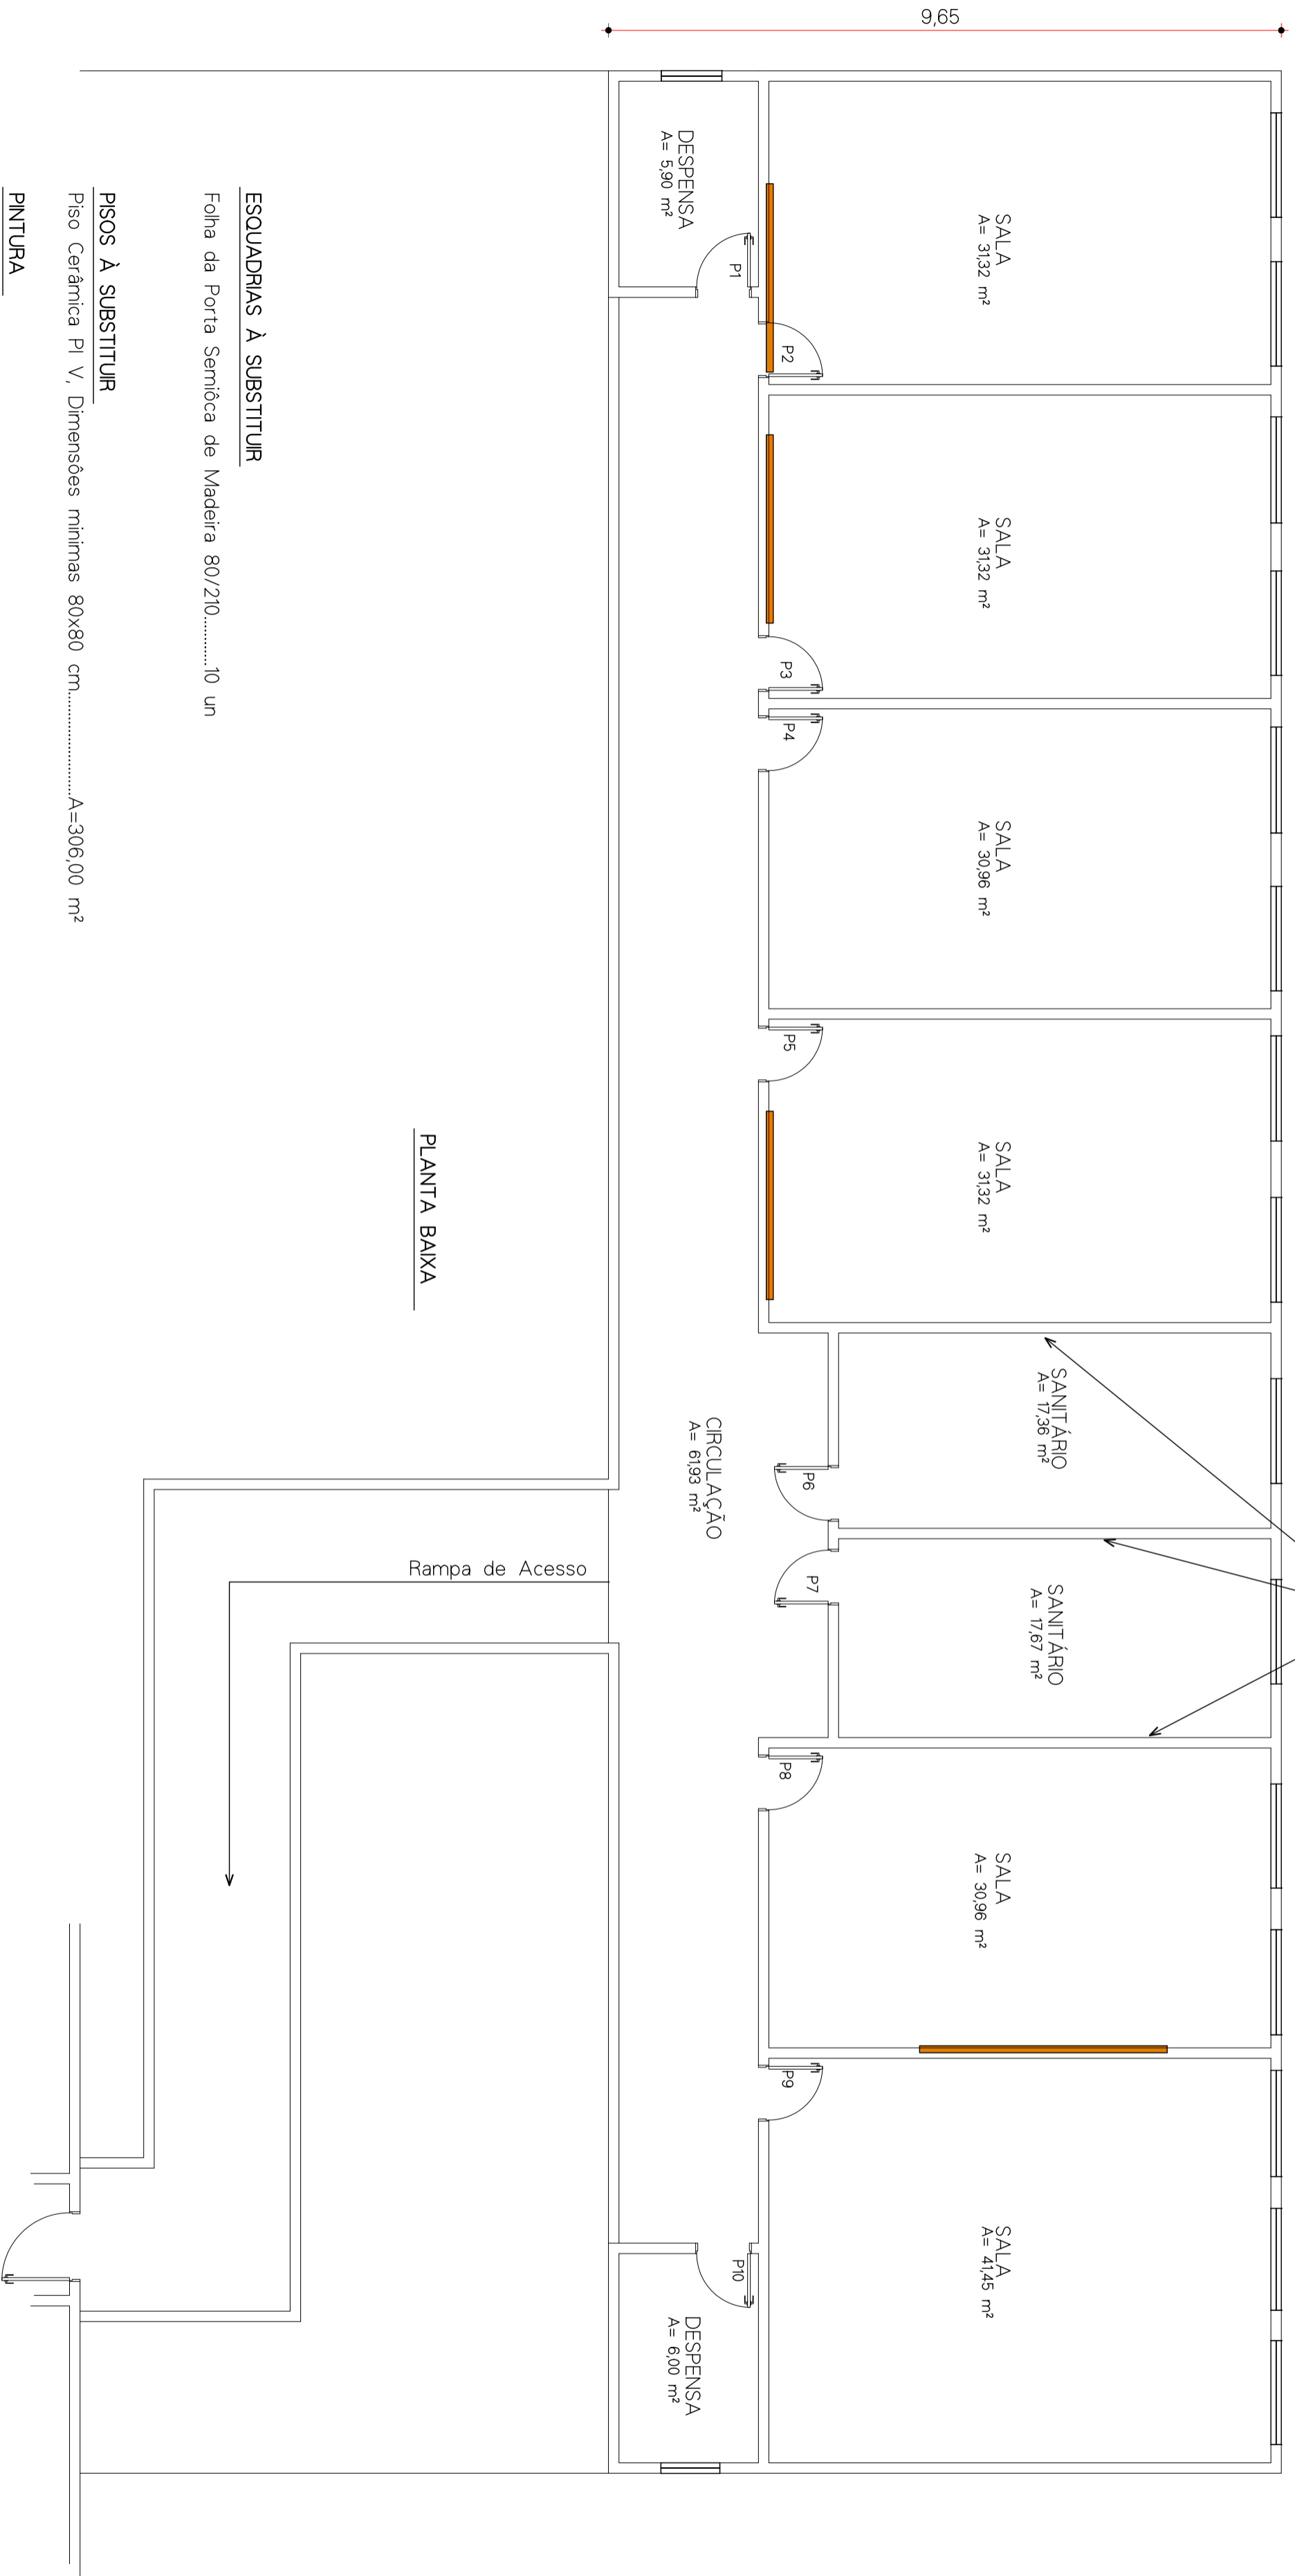 9,65
SALA
A= 31,32 m²
SALA
A= 31,32 m²
SALA
A= 30,96 m²
SALA
A= 31,32 m²
SANITÁRIO
A= 17,36 m²
SANITÁRIO
A= 17,67 m²
SALA
A= 30,96 m²
SALA
A= 41,45 m²
DESPENSA
A= 5,90 m²
P1
P2
P3
P4
P5
P6
P7
P8
P9
P10
CIRCULAÇÃO
A= 61,93 m²
DESPENSA
A= 6,00 m²
Rampa de Acesso
PLANTA BAIXA
ESQUADRIAS À SUBSTITUIR
Folha da Porta Semiôca de Madeira 80/210..........10 un
PISOS À SUBSTITUIR
Piso Cerâmica PI V, Dimensões minimas 80x80 cm........................A=306,00 m²
PINTURA